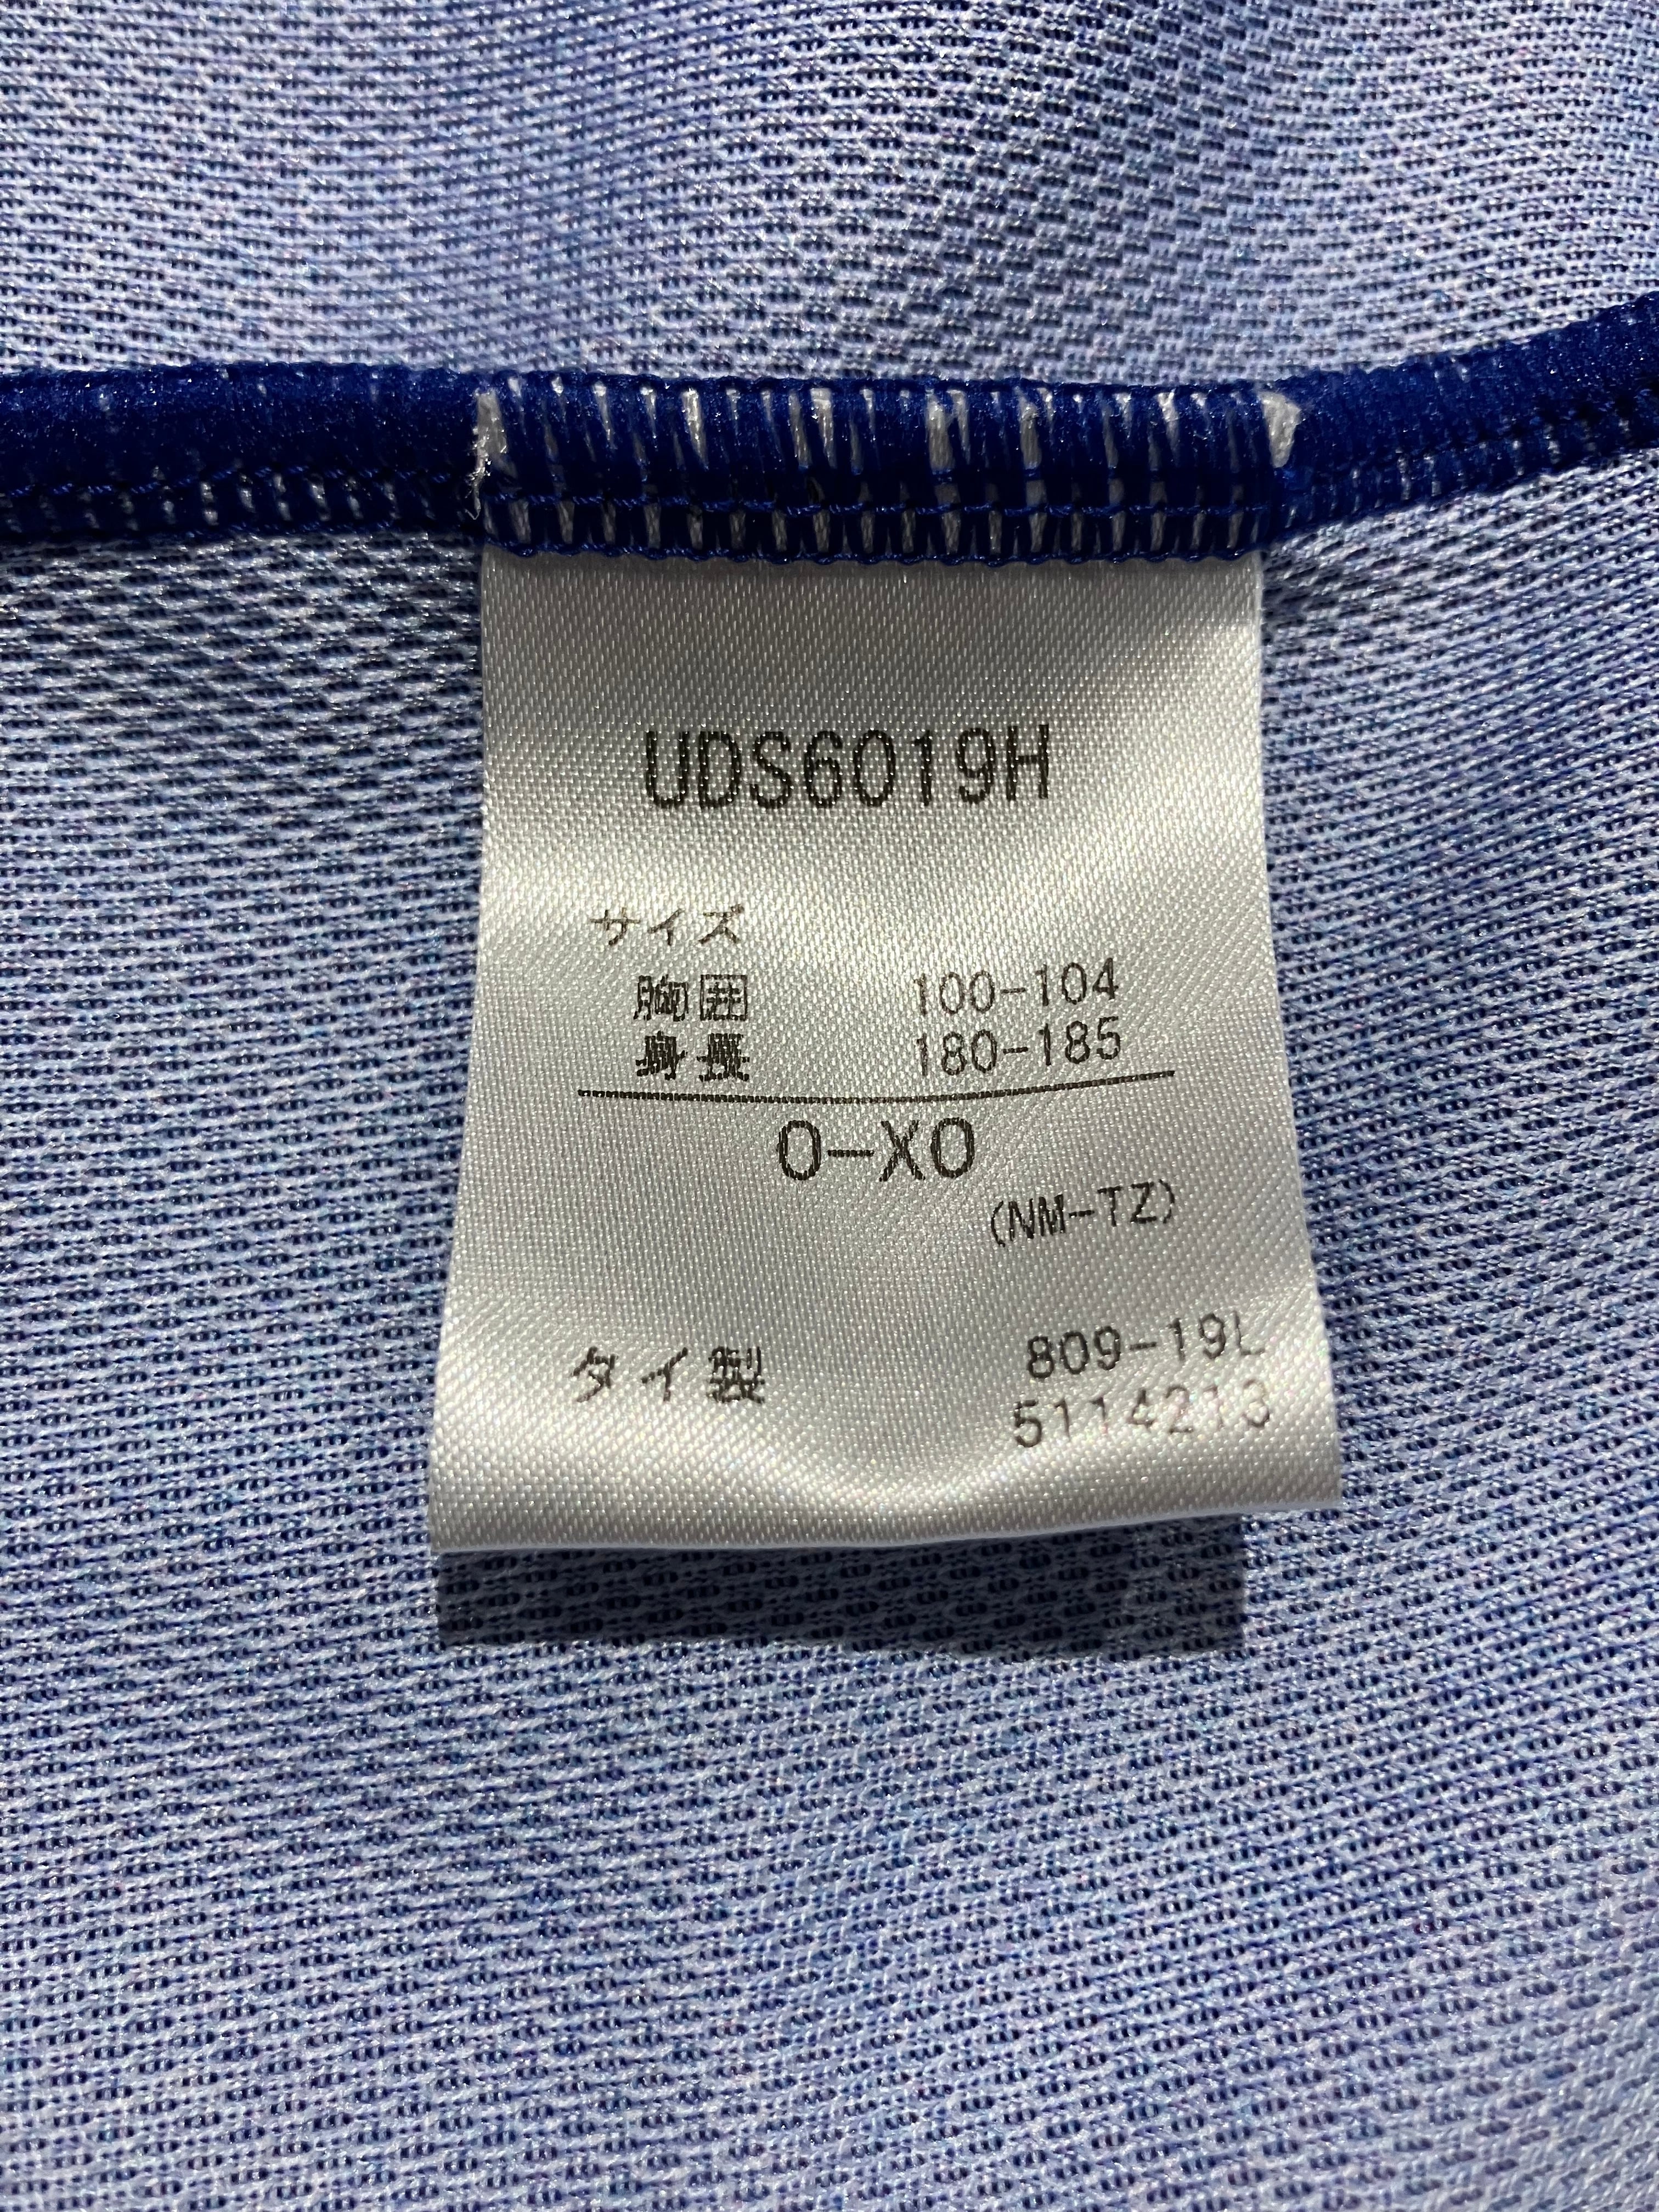 UDS6019H
サイズ
胸囲 100-104
身長 180-185
O-XO
(NM-TZ)
タイ製 809-19L
5114213